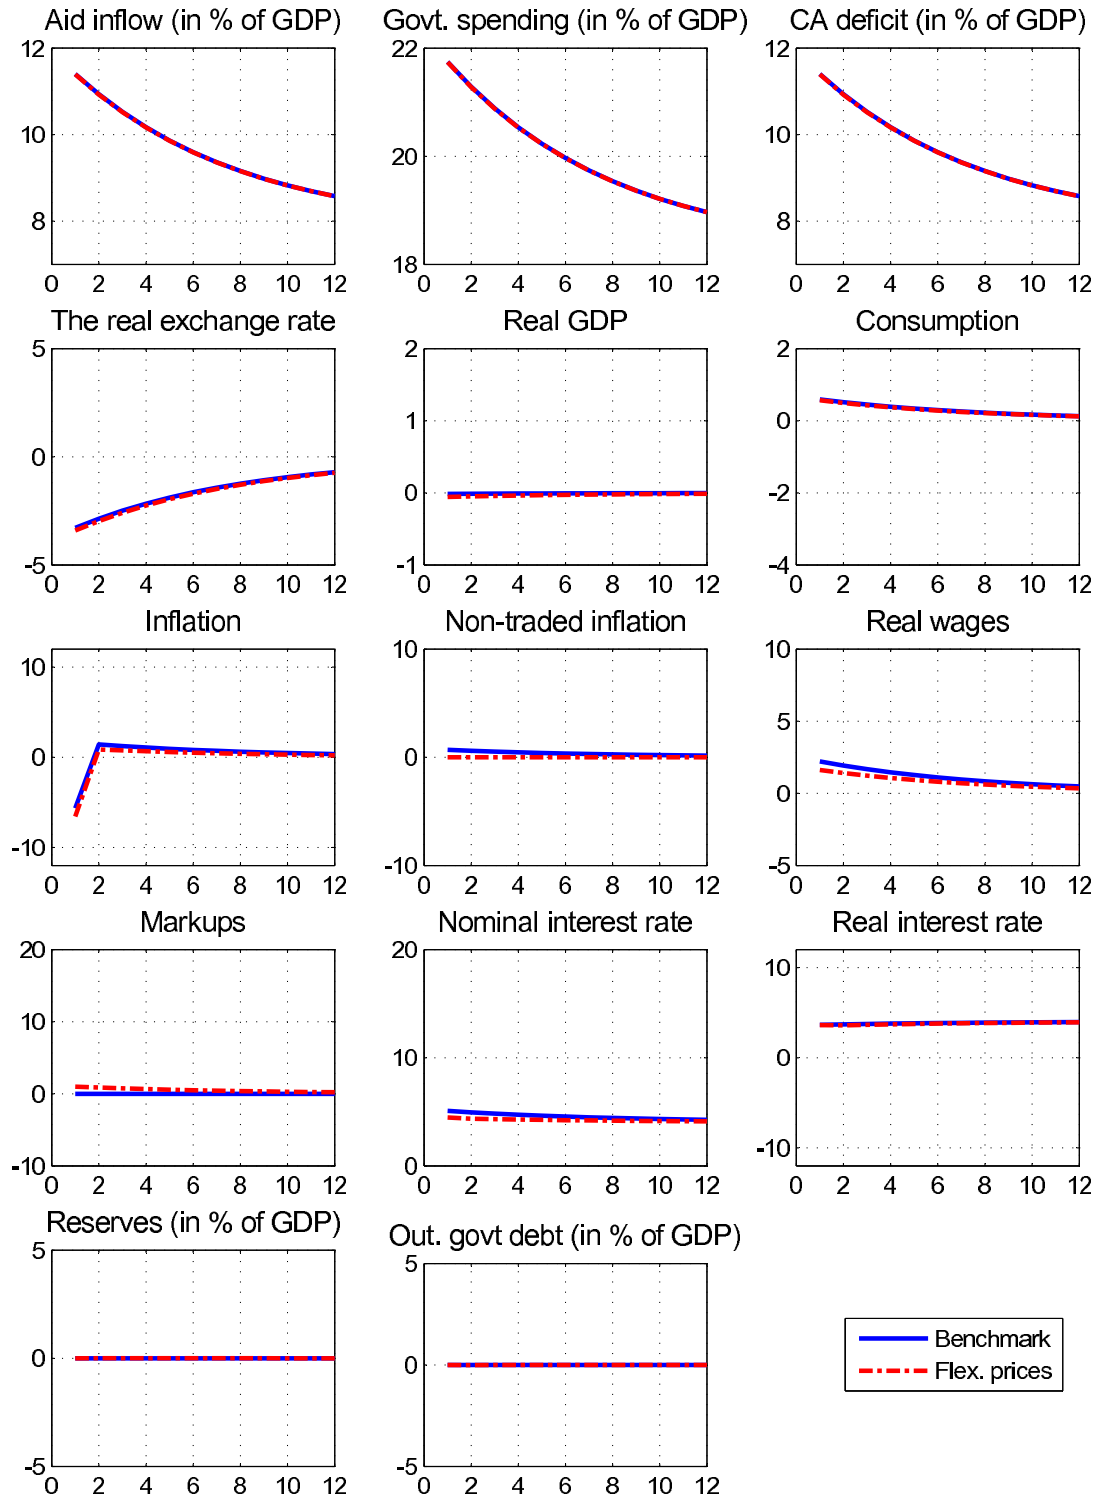 Aid inflow (in % of GDP)
Govt. spending (in % of GDP)
CA deficit (in % of GDP)
12
10
8
0 2 4 6 8 10 12
22
20
18
0 2 4 6 8 10 12
12
10
8
0 2 4 6 8 10 12
The real exchange rate
Real GDP
Consumption
5
0
-5
0 2 4 6 8 10 12
2
1
0
-1
0 2 4 6 8 10 12
2
0
-2
-4
0 2 4 6 8 10 12
Inflation
Non-traded inflation
Real wages
10
0
-10
0 2 4 6 8 10 12
10
0
-10
0 2 4 6 8 10 12
10
5
0
-5
0 2 4 6 8 10 12
Markups
Nominal interest rate
Real interest rate
20
10
0
-10
0 2 4 6 8 10 12
20
10
0
0 2 4 6 8 10 12
10
0
-10
0 2 4 6 8 10 12
Reserves (in % of GDP)
Out. govt debt (in % of GDP)
5
0
-5
0 2 4 6 8 10 12
5
0
-5
0 2 4 6 8 10 12
Benchmark
Flex. prices